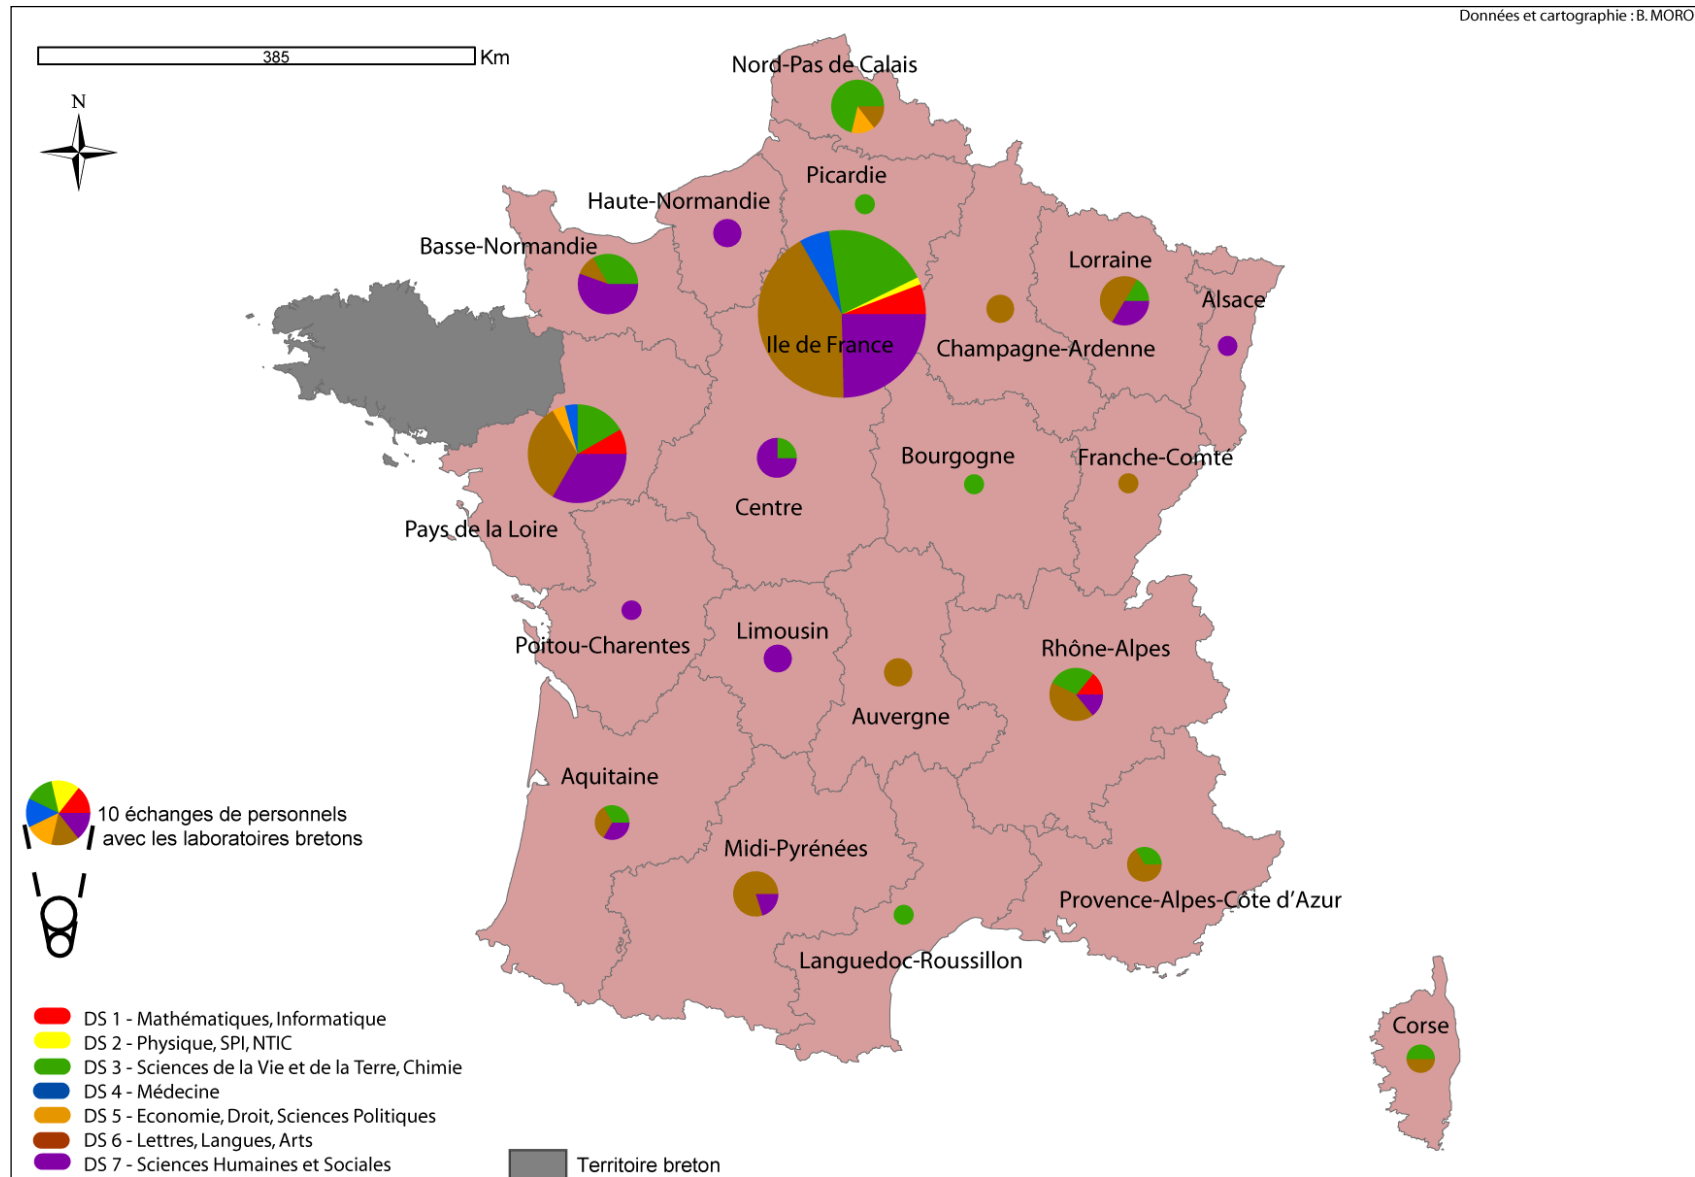 Données et cartographie : B. MORO
385 Km
N
Nord-Pas de Calais
Picardie
Haute-Normandie
Basse-Normandie
Lorraine
Alsace
Ile de France
Champagne-Ardenne
Bourgogne
Franche-Comté
Centre
Pays de la Loire
Limousin
Poitou-Charentes
Rhône-Alpes
Auvergne
Aquitaine
10 échanges de personnels
avec les laboratoires bretons
Midi-Pyrénées
Provence-Alpes-Côte d'Azur
Languedoc-Roussillon
Corse
DS 1 - Mathématiques, Informatique
DS 2 - Physique, SPI, NTIC
DS 3 - Sciences de la Vie et de la Terre, Chimie
DS 4 - Médecine
DS 5 - Economie, Droit, Sciences Politiques
DS 6 - Lettres, Langues, Arts
DS 7 - Sciences Humaines et Sociales
Territoire breton